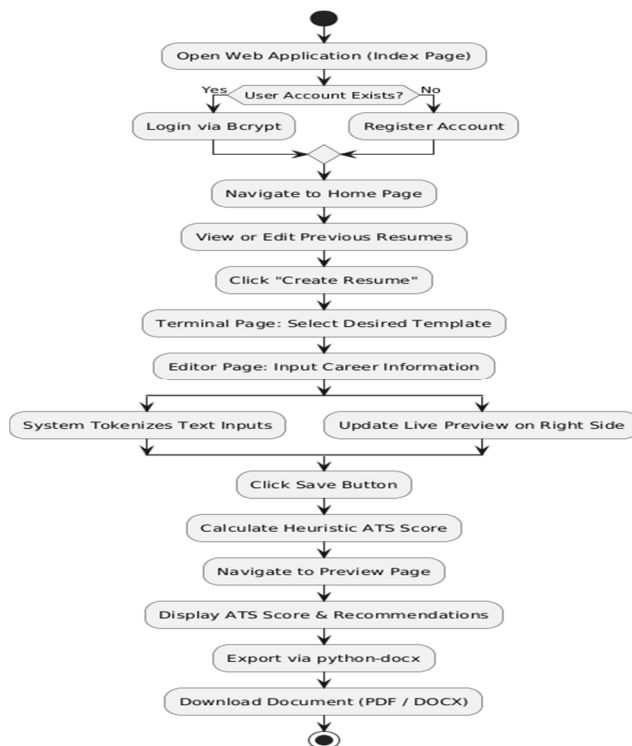 Open Web Application (Index Page)
Yes
User Account Exists?
No
Login via Bcrypt
Register Account
Navigate to Home Page
View or Edit Previous Resumes
Click "Create Resume"
Terminal Page: Select Desired Template
Editor Page: Input Career Information
System Tokenizes Text Inputs
Update Live Preview on Right Side
Click Save Button
Calculate Heuristic ATS Score
Navigate to Preview Page
Display ATS Score & Recommendations
Export via python-docx
Download Document (PDF / DOCX)